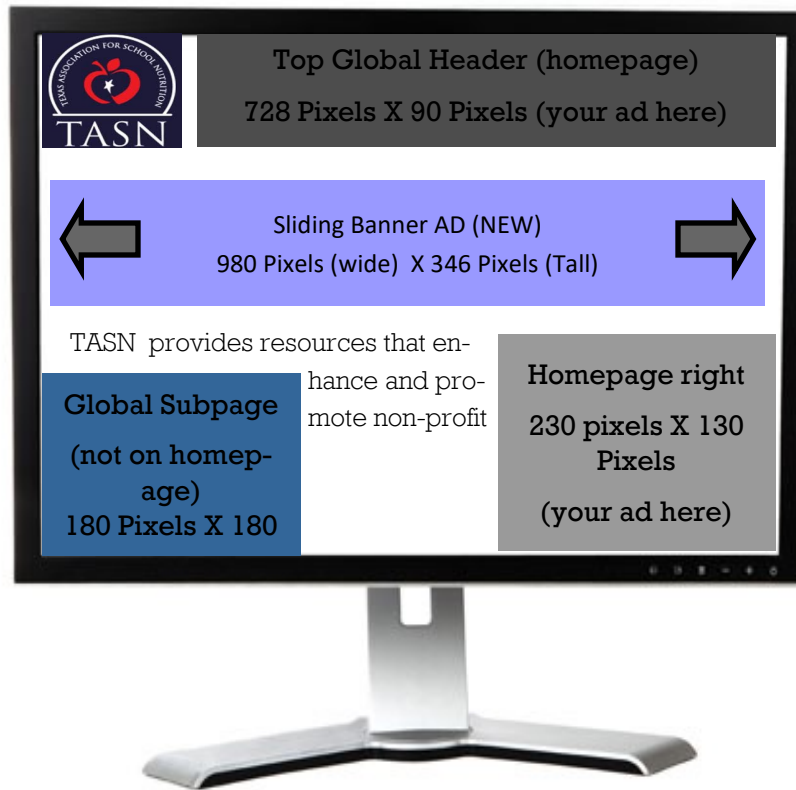 TEXAS ASSOCIATION FOR SCHOOL NUTRITION
TASN
Top Global Header (homepage)
728 Pixels X 90 Pixels (your ad here)
Sliding Banner AD (NEW)
980 Pixels (wide)  X 346 Pixels (Tall)
TASN  provides resources that en-
hance and pro-
mote non-profit
Global Subpage
(not on homep-
age)
180 Pixels X 180
Homepage right
230 pixels X 130
Pixels
(your ad here)